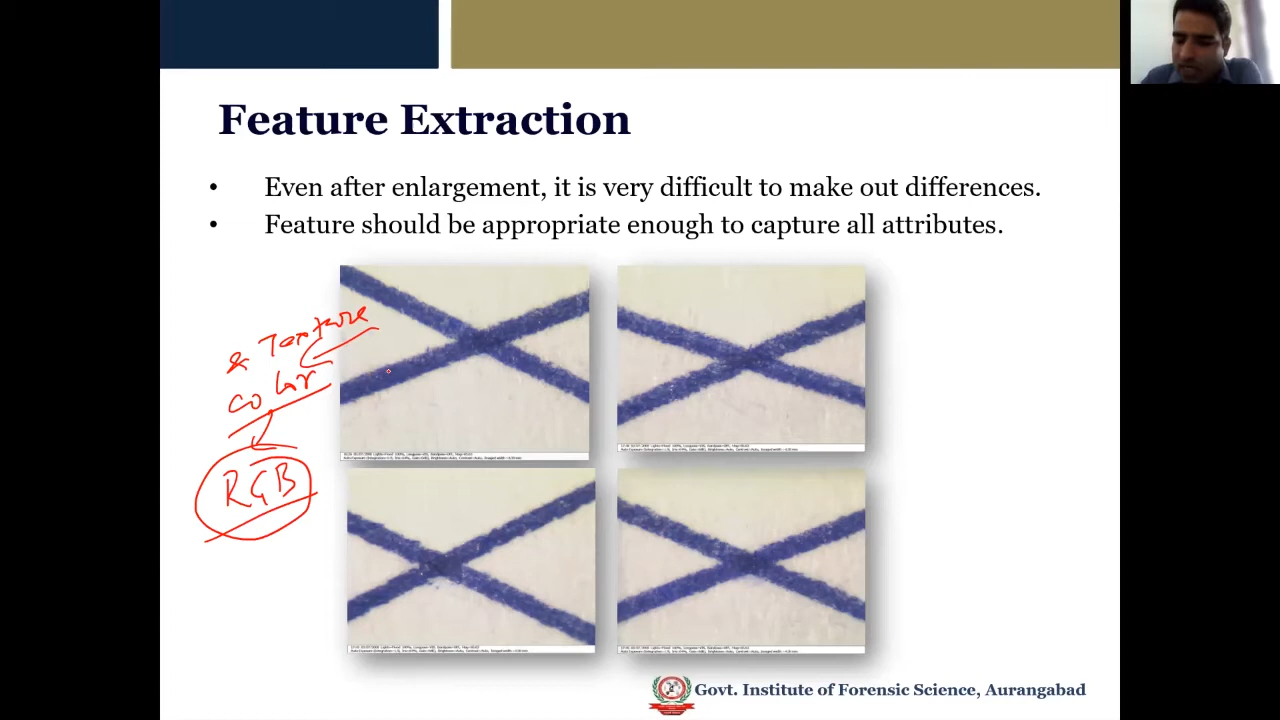 Feature Extraction
• Even after enlargement, it is very difficult to make out differences.
• Feature should be appropriate enough to capture all attributes.
& Texture
Color
RGB
Govt. Institute of Forensic Science, Aurangabad